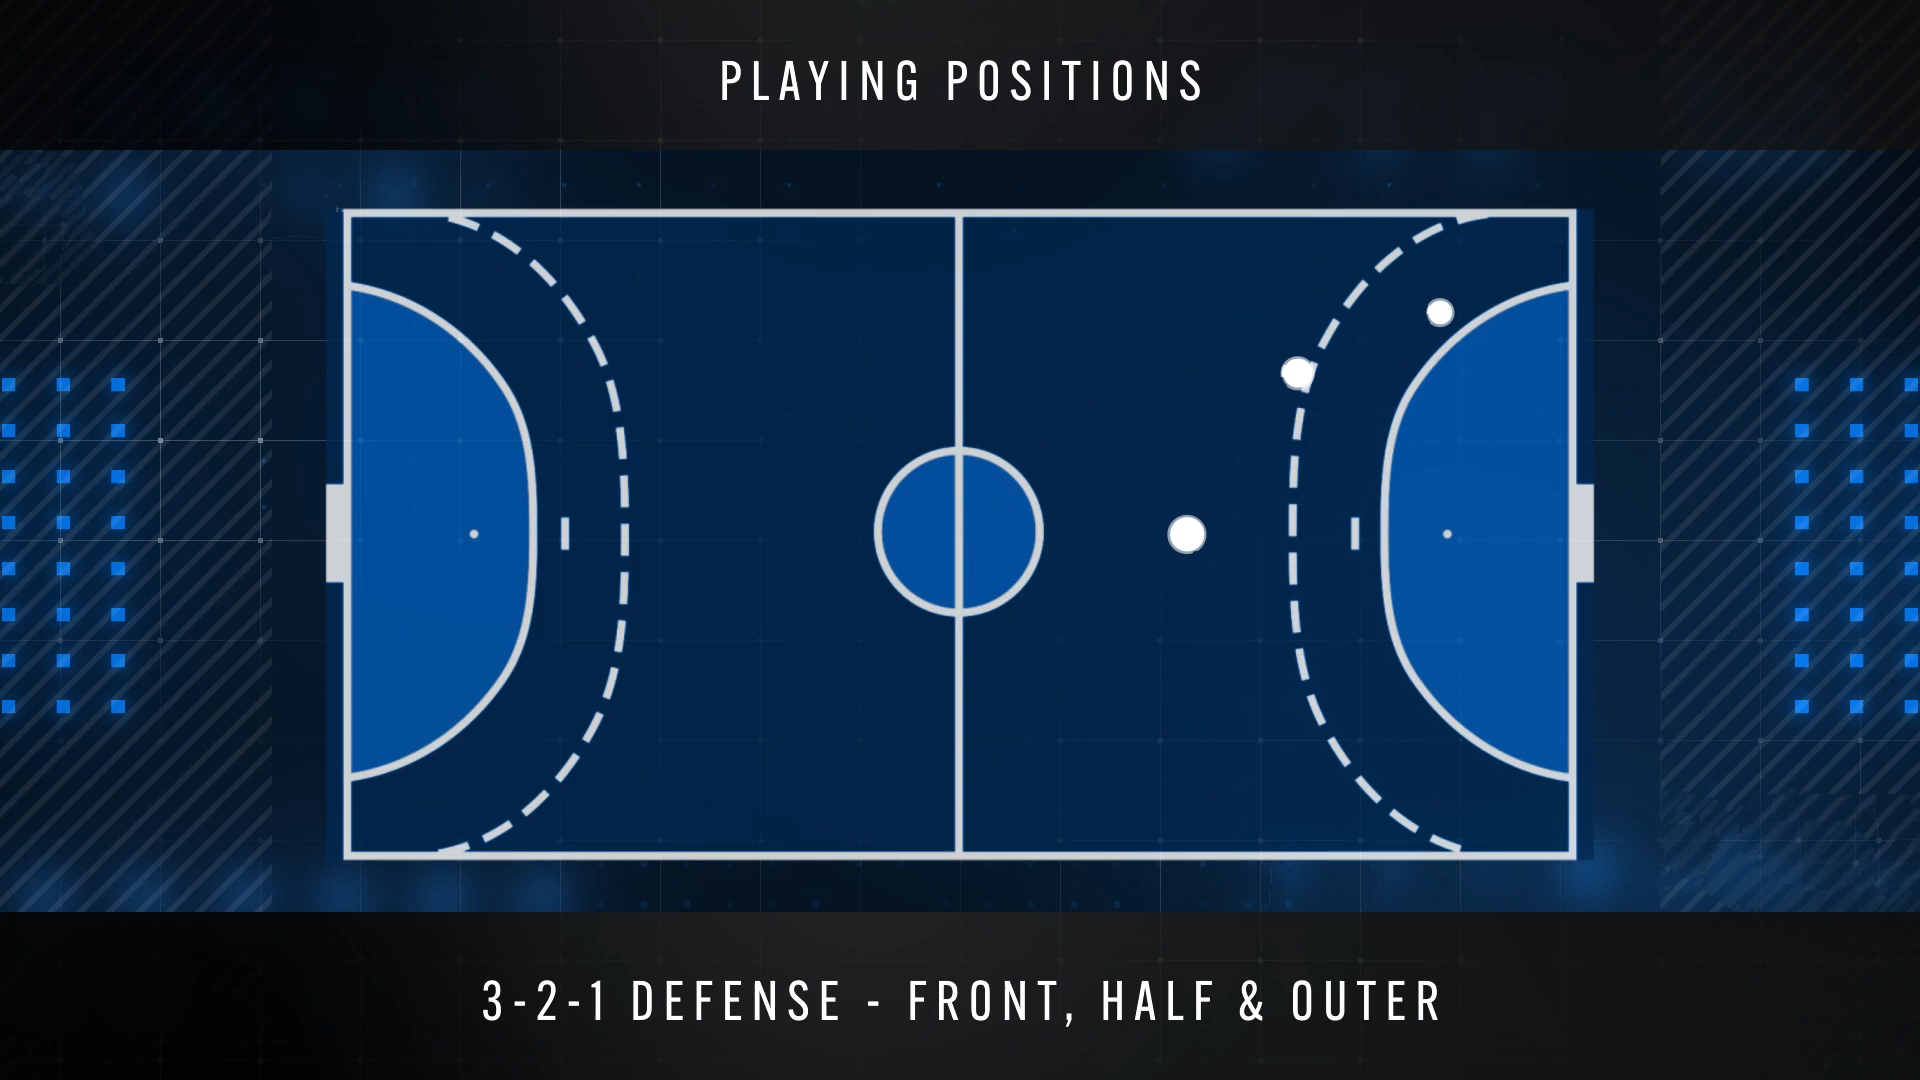 PLAYING POSITIONS
3-2-1 DEFENSE - FRONT, HALF & OUTER